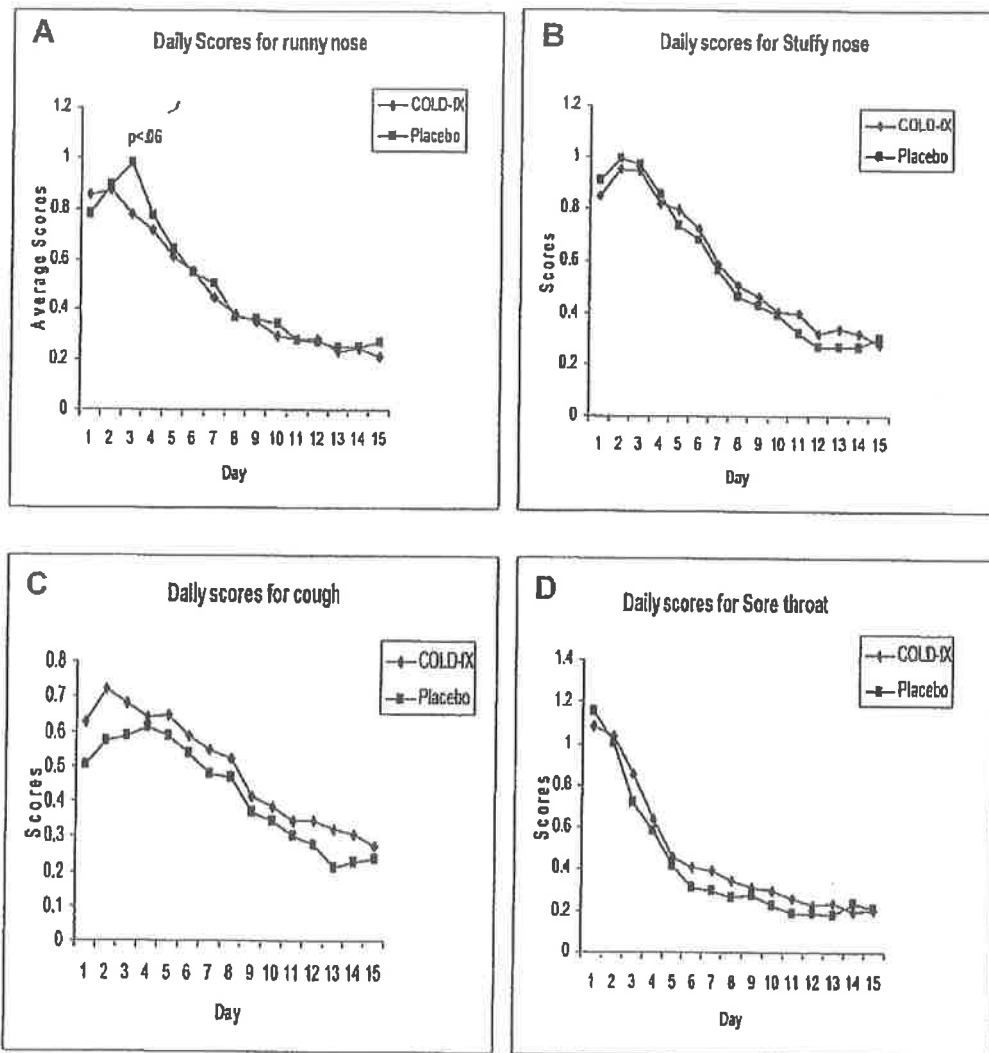 A
Daily Scores for runny nose
COLD-fX
Placebo
p<.06
Average Scores
1.2
1
0.8
0.6
0.4
0.2
0
1 2 3 4 5 6 7 8 9 10 11 12 13 14 15
Day
B
Daily scores for Stuffy nose
COLD-fX
Placebo
Scores
1.2
1
0.8
0.6
0.4
0.2
0
1 2 3 4 5 6 7 8 9 10 11 12 13 14 15
Day
C
Daily scores for cough
COLD-fX
Placebo
Scores
0.8
0.7
0.6
0.5
0.4
0.3
0.2
0.1
0
1 2 3 4 5 6 7 8 9 10 11 12 13 14 15
Day
D
Daily scores for Sore throat
COLD-fX
Placebo
Scores
1.4
1.2
1
0.8
0.6
0.4
0.2
0
1 2 3 4 5 6 7 8 9 10 11 12 13 14 15
Day